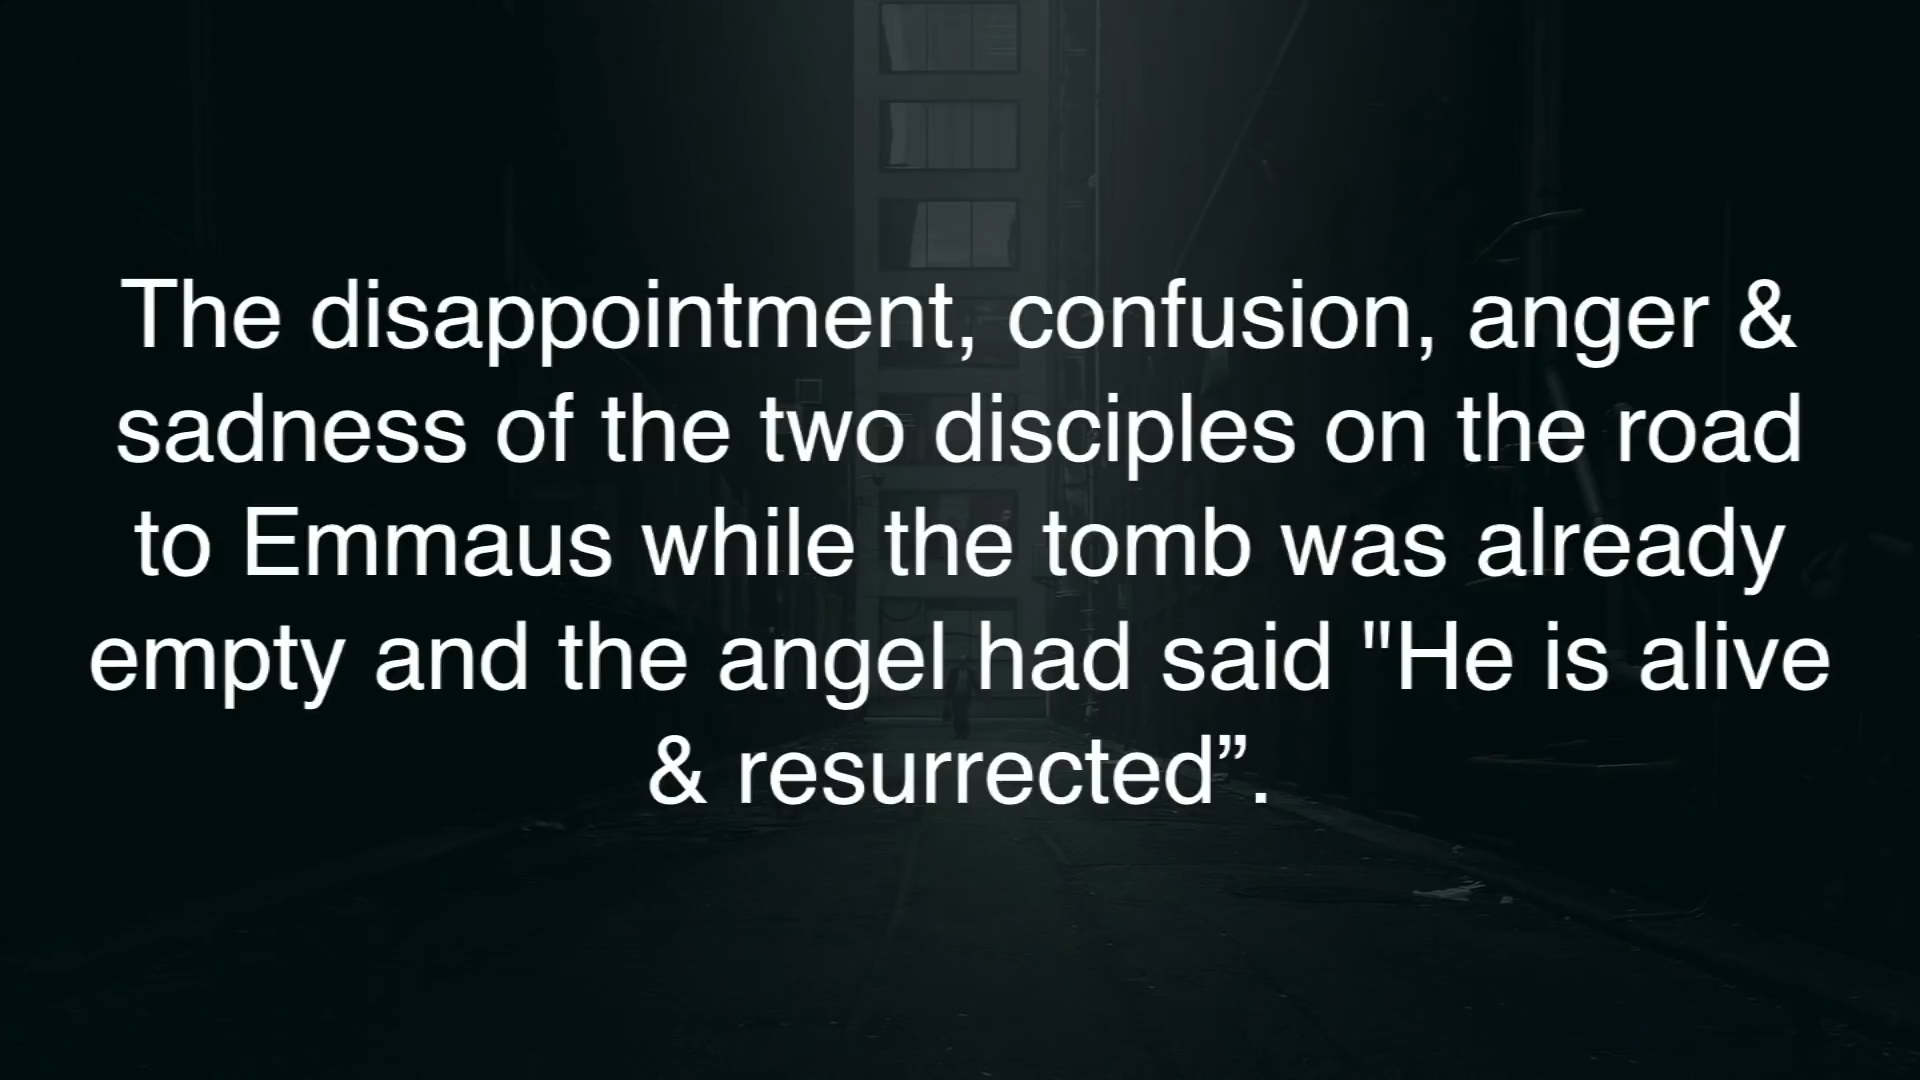 The disappointment, confusion, anger &
sadness of the two disciples on the road
to Emmaus while the tomb was already
empty and the angel had said "He is alive
& resurrected”.